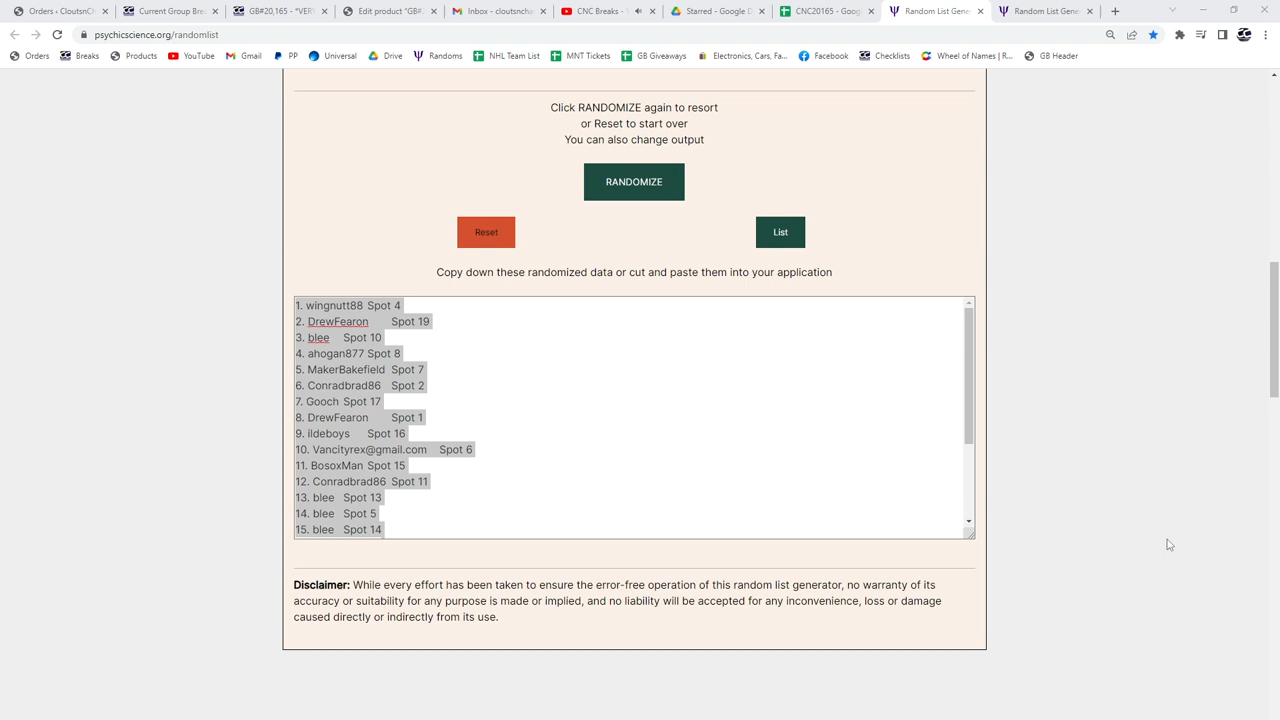 Orders ‹ CloutsnCh
Current Group Brea
GB#20,165 - *VERY
Edit product "GB#
Inbox - cloutsnchar
CNC Breaks - Y
Starred - Google D
CNC20165 - Goog
Random List Gene
Random List Gene
psychicscience.org/randomlist
Orders
Breaks
Products
YouTube
Gmail
PP
Universal
Drive
Randoms
NHL Team List
MNT Tickets
GB Giveaways
Electronics, Cars, Fa...
Facebook
Checklists
Wheel of Names | R...
GB Header
Click RANDOMIZE again to resort
or Reset to start over
You can also change output
RANDOMIZE
Reset
List
Copy down these randomized data or cut and paste them into your application
1. wingnutt88 Spot 4
2. DrewFearon Spot 19
3. blee Spot 10
4. ahogan877 Spot 8
5. MakerBakefield Spot 7
6. Conradbrad86 Spot 2
7. Gooch Spot 17
8. DrewFearon Spot 1
9. ildeboys Spot 16
10. Vancityrex@gmail.com Spot 6
11. BosoxMan Spot 15
12. Conradbrad86 Spot 11
13. blee Spot 13
14. blee Spot 5
15. blee Spot 14
Disclaimer: While every effort has been taken to ensure the error-free operation of this random list generator, no warranty of its
accuracy or suitability for any purpose is made or implied, and no liability will be accepted for any inconvenience, loss or damage
caused directly or indirectly from its use.